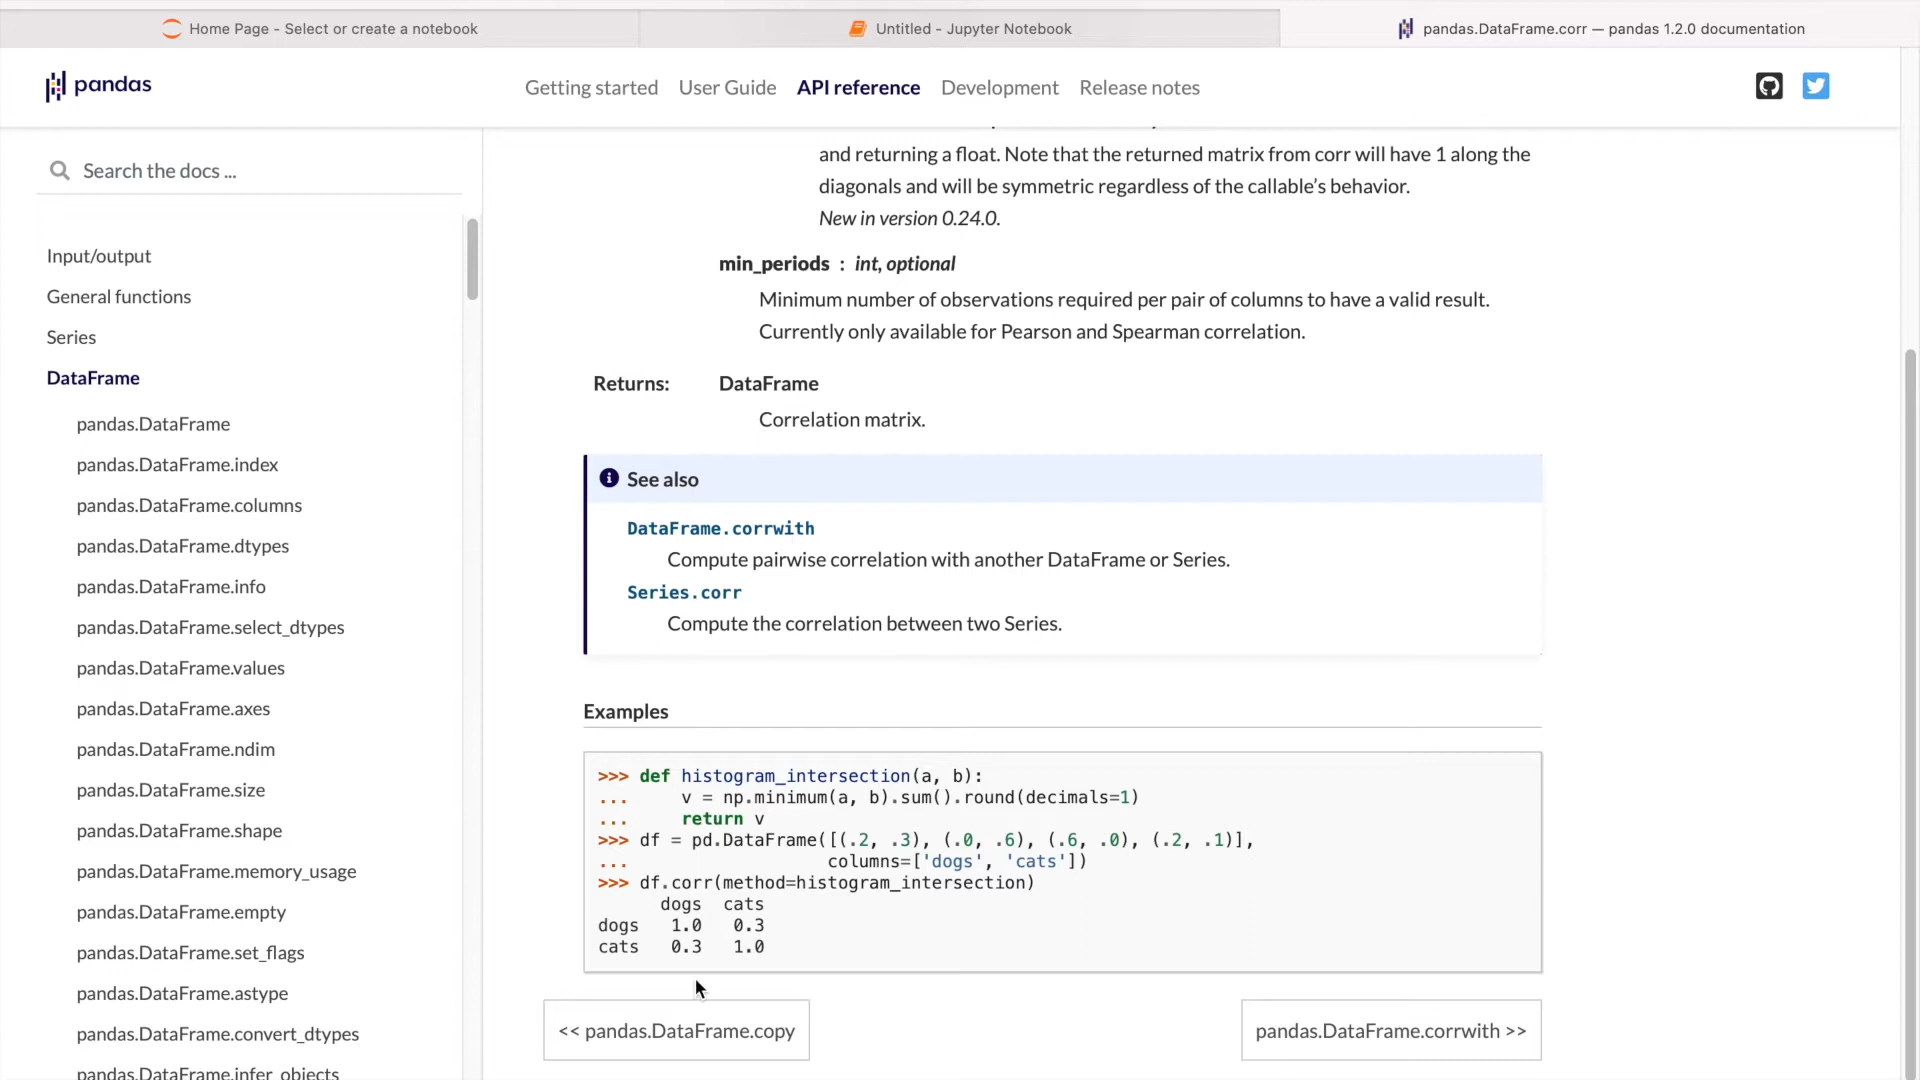 Home Page - Select or create a notebook
Untitled - Jupyter Notebook
pandas.DataFrame.corr — pandas 1.2.0 documentation
pandas
Getting started
User Guide
API reference
Development
Release notes
Search the docs ...
Input/output
General functions
Series
DataFrame
pandas.DataFrame
pandas.DataFrame.index
pandas.DataFrame.columns
pandas.DataFrame.dtypes
pandas.DataFrame.info
pandas.DataFrame.select_dtypes
pandas.DataFrame.values
pandas.DataFrame.axes
pandas.DataFrame.ndim
pandas.DataFrame.size
pandas.DataFrame.shape
pandas.DataFrame.memory_usage
pandas.DataFrame.empty
pandas.DataFrame.set_flags
pandas.DataFrame.astype
pandas.DataFrame.convert_dtypes
pandas.DataFrame.infer_objects
and returning a float. Note that the returned matrix from corr will have 1 along the
diagonals and will be symmetric regardless of the callable’s behavior.
New in version 0.24.0.
min_periods : int, optional
Minimum number of observations required per pair of columns to have a valid result.
Currently only available for Pearson and Spearman correlation.
Returns: DataFrame
Correlation matrix.
See also
DataFrame.corrwith
Compute pairwise correlation with another DataFrame or Series.
Series.corr
Compute the correlation between two Series.
Examples
>>> def histogram_intersection(a, b):
...     v = np.minimum(a, b).sum().round(decimals=1)
...     return v
>>> df = pd.DataFrame([(.2, .3), (.0, .6), (.6, .0), (.2, .1)],
...                   columns=['dogs', 'cats'])
>>> df.corr(method=histogram_intersection)
      dogs  cats
dogs   1.0   0.3
cats   0.3   1.0
<< pandas.DataFrame.copy
pandas.DataFrame.corrwith >>